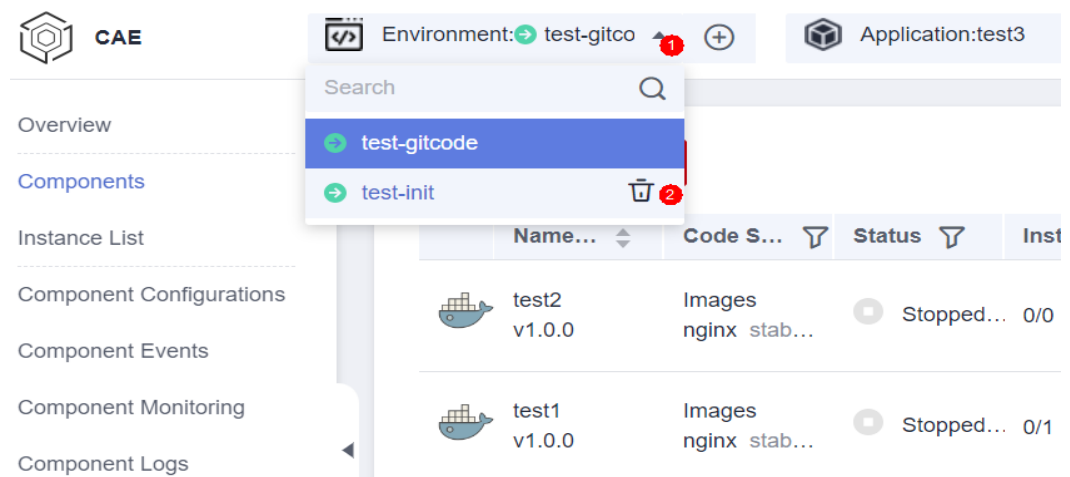 CAE
Environment: test-gitco
1
Application:test3
Search
test-gitcode
test-init
2
Overview
Components
Instance List
Component Configurations
Component Events
Component Monitoring
Component Logs
Name... Code S... Status Inst
test2 Images Stopped... 0/0
v1.0.0 nginx stab...
test1 Images Stopped... 0/1
v1.0.0 nginx stab...